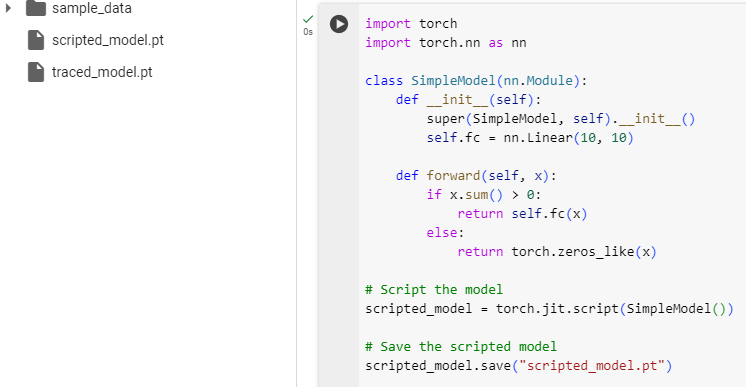 sample_data
scripted_model.pt
traced_model.pt
0s
import torch
import torch.nn as nn

class SimpleModel(nn.Module):
    def __init__(self):
        super(SimpleModel, self).__init__()
        self.fc = nn.Linear(10, 10)

    def forward(self, x):
        if x.sum() > 0:
            return self.fc(x)
        else:
            return torch.zeros_like(x)

# Script the model
scripted_model = torch.jit.script(SimpleModel())

# Save the scripted model
scripted_model.save("scripted_model.pt")